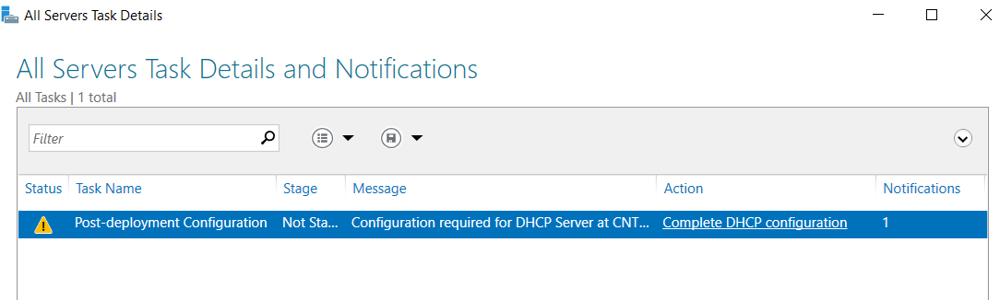 All Servers Task Details
All Servers Task Details and Notifications
All Tasks | 1 total
Filter
Status Task Name Stage Message Action Notifications
Post-deployment Configuration Not Sta... Configuration required for DHCP Server at CNT... Complete DHCP configuration 1